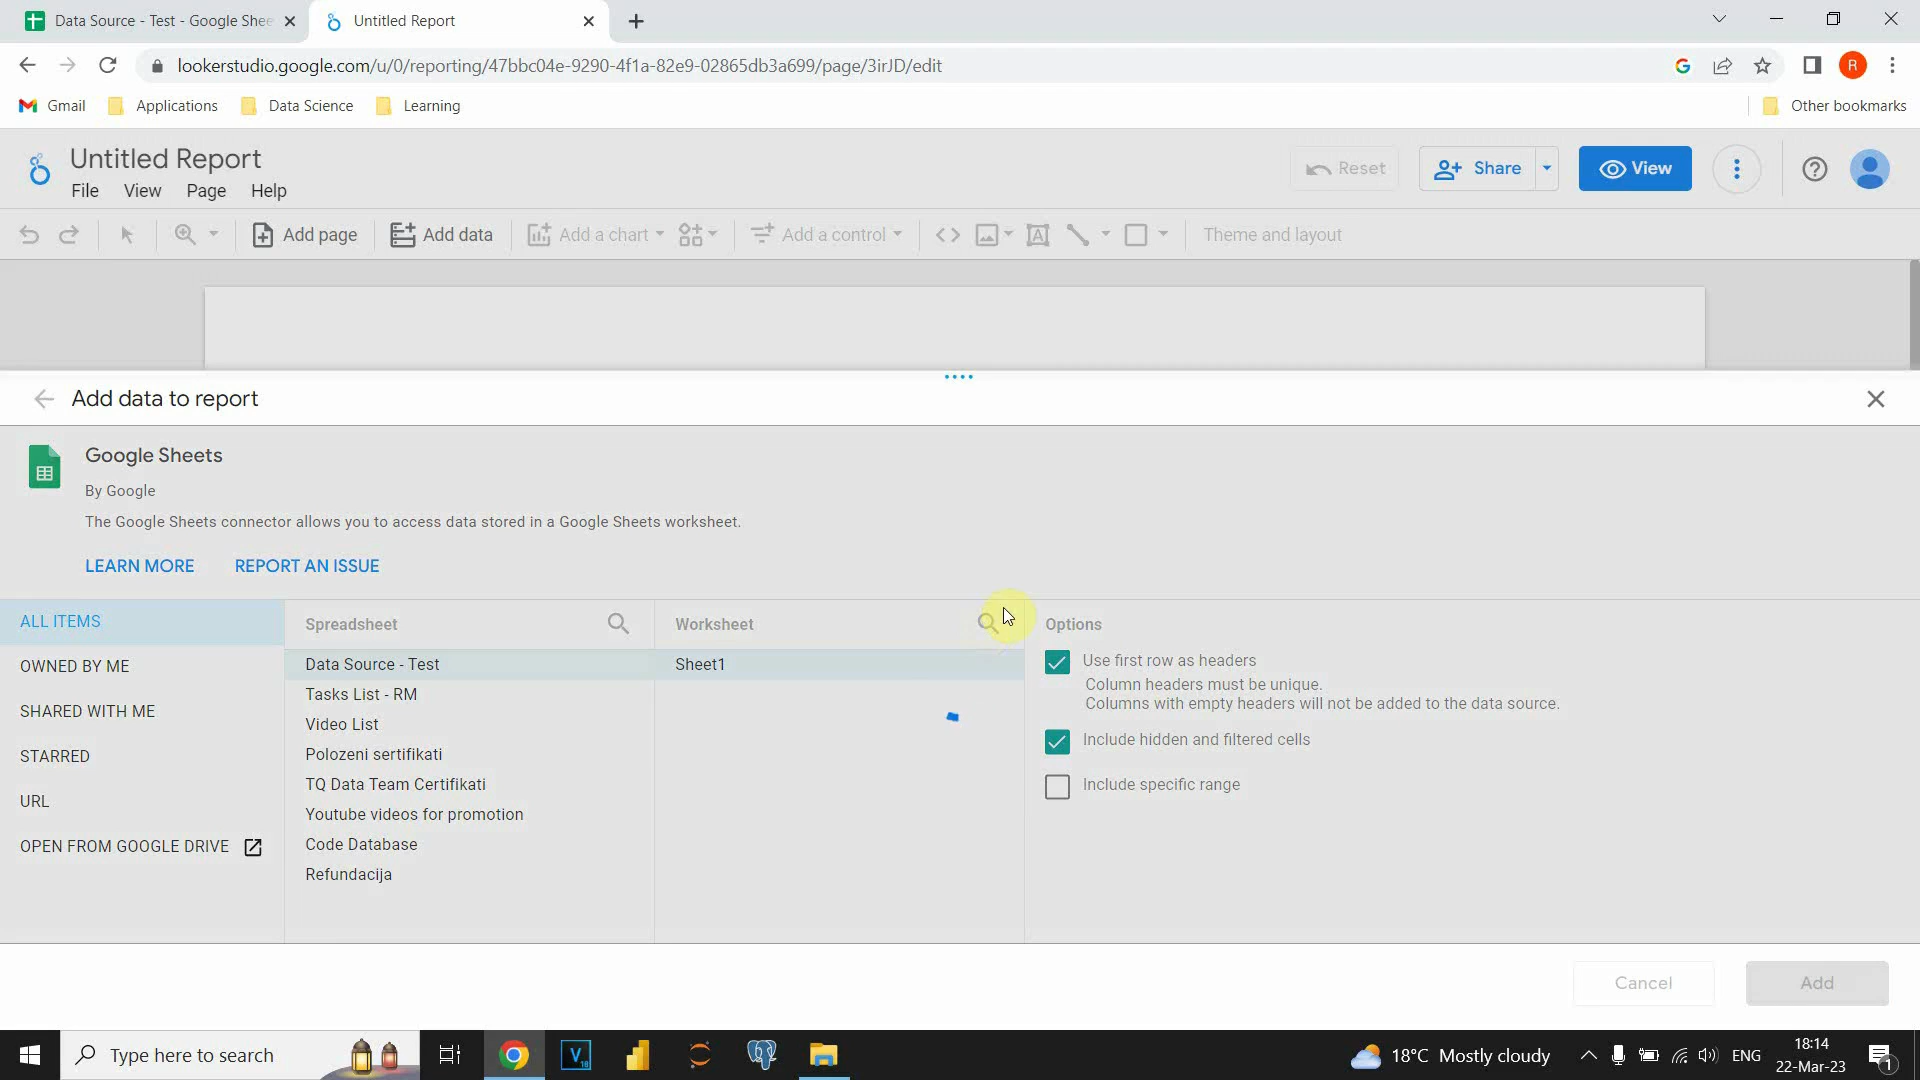 Data Source - Test - Google Shee
Untitled Report
lookerstudio.google.com/u/0/reporting/47bbc04e-9290-4f1a-82e9-02865db3a699/page/3irJD/edit
R
Gmail
Applications
Data Science
Learning
Other bookmarks
Untitled Report
File View Page Help
Reset
Share
View
Add page
Add data
Add a chart
Add a control
Theme and layout
Add data to report
Google Sheets
By Google
The Google Sheets connector allows you to access data stored in a Google Sheets worksheet.
LEARN MORE
REPORT AN ISSUE
ALL ITEMS
OWNED BY ME
SHARED WITH ME
STARRED
URL
OPEN FROM GOOGLE DRIVE
Spreadsheet
Data Source - Test
Tasks List - RM
Video List
Polozeni sertifikati
TQ Data Team Certifikati
Youtube videos for promotion
Code Database
Refundacija
Worksheet
Sheet1
Options
Use first row as headers
Column headers must be unique.
Columns with empty headers will not be added to the data source.
Include hidden and filtered cells
Include specific range
Cancel
Add
Type here to search
18°C Mostly cloudy
ENG
18:14
22-Mar-23
1